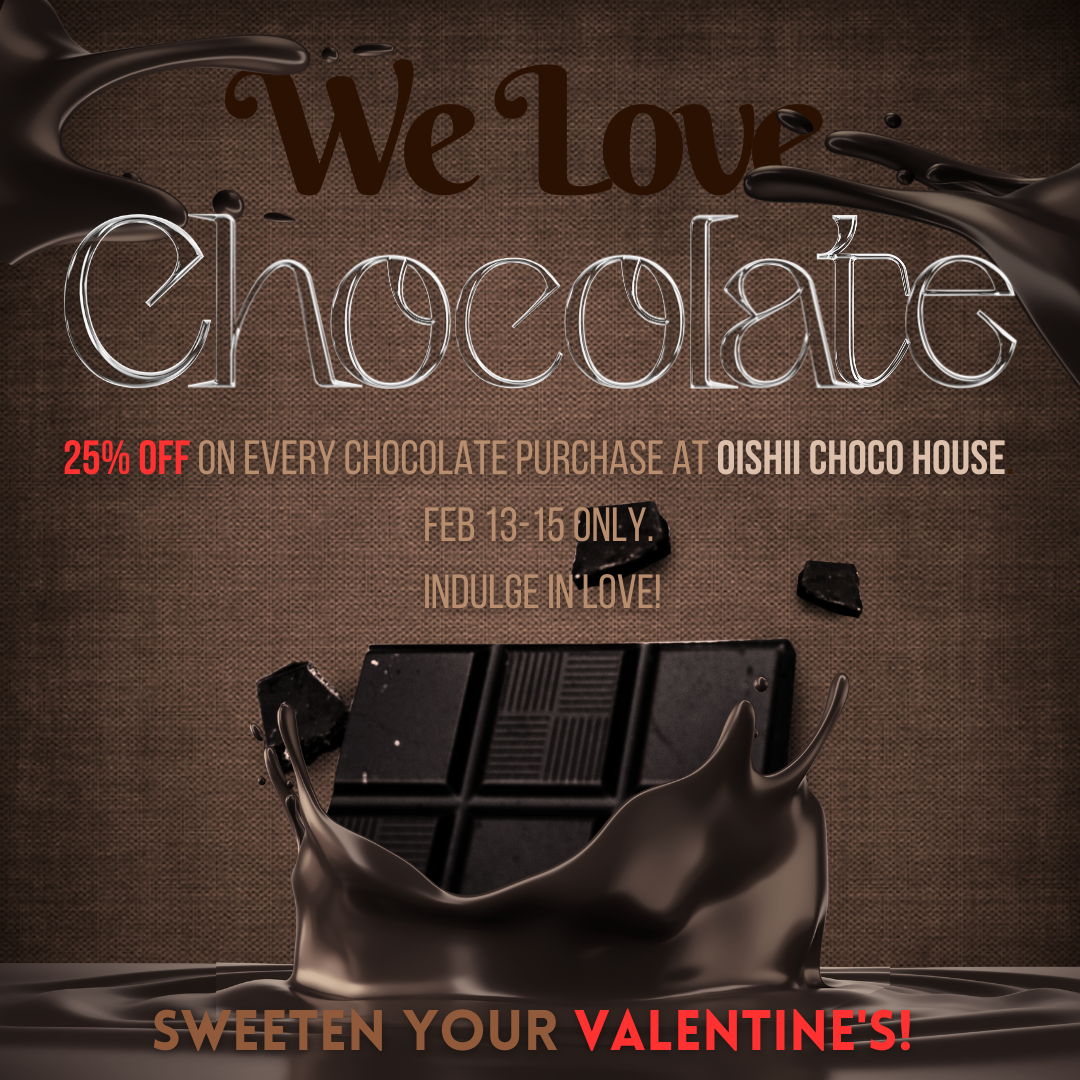 We Love
Chocolate
25% OFF ON EVERY CHOCOLATE PURCHASE AT OISHII CHOCO HOUSE.
FEB 13-15 ONLY.
INDULGE IN LOVE!
SWEETEN YOUR VALENTINE'S!